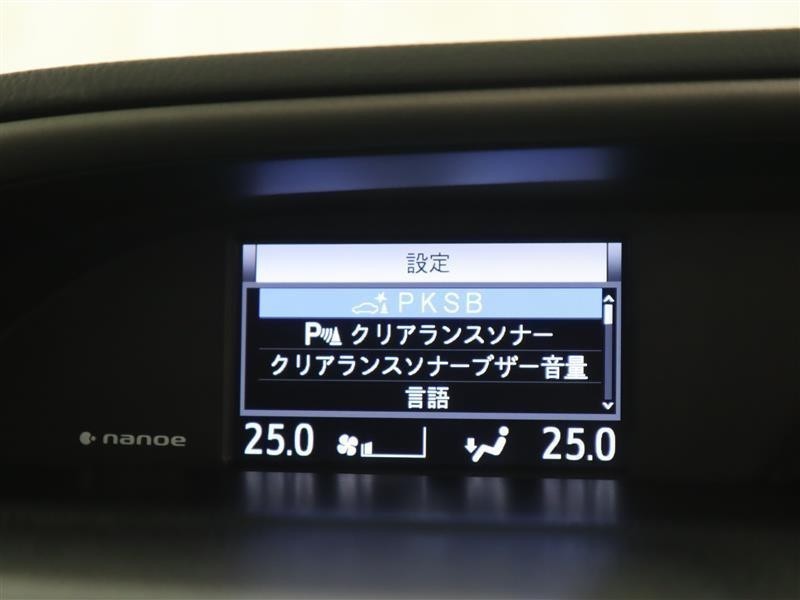 設定
PKSB
P クリアランスソナー
クリアランスソナーブザー音量
言語
nanoe
25.0 25.0